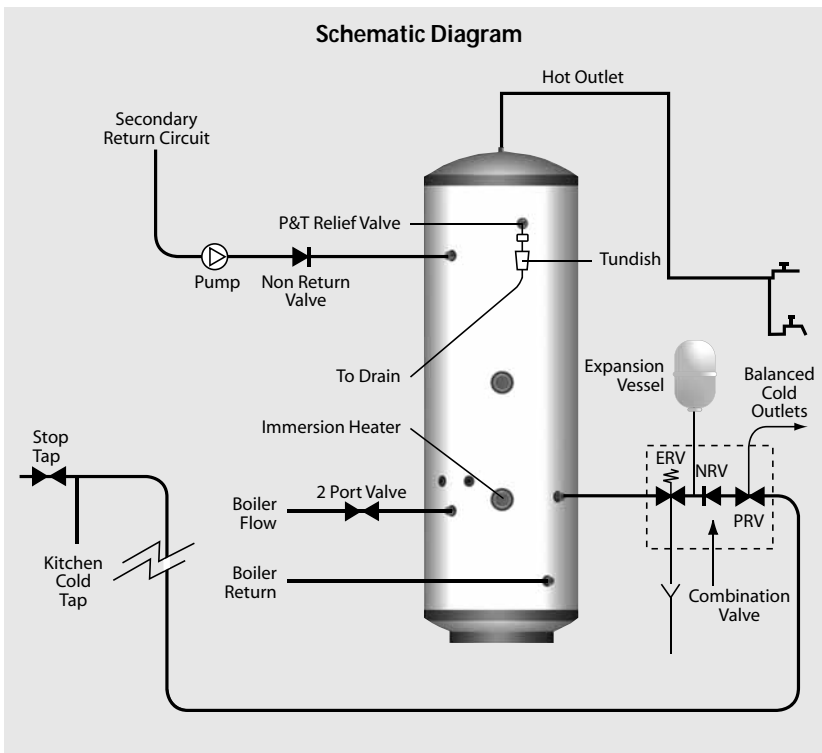 Schematic Diagram
Hot Outlet
Secondary
Return Circuit
P&T Relief Valve
Tundish
Pump
Non Return
Valve
To Drain
Expansion
Vessel
Balanced
Cold
Outlets
Immersion Heater
Stop
Tap
ERV
NRV
2 Port Valve
Boiler
Flow
PRV
Kitchen
Cold
Tap
Boiler
Return
Combination
Valve